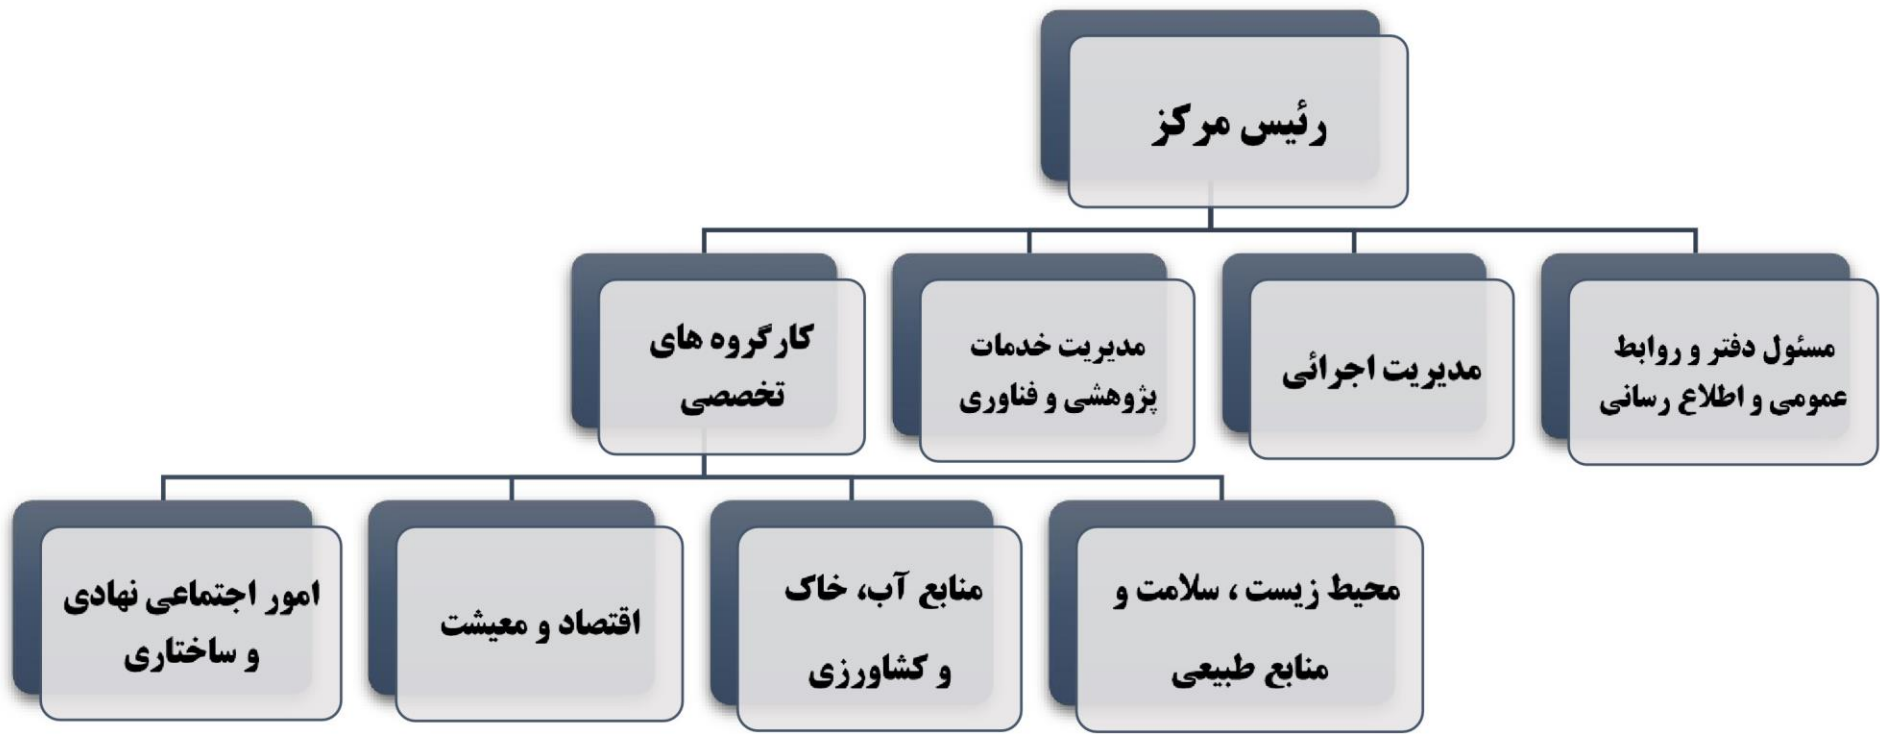 رئیس مرکز
مسئول دفتر و روابط
عمومی و اطلاع رسانی
مدیریت اجرائی
مدیریت خدمات
پژوهشی و فناوری
کارگروه های
تخصصی
محیط زیست ، سلامت و
منابع طبیعی
منابع آب، خاک
و کشاورزی
اقتصاد و معیشت
امور اجتماعی نهادی
و ساختاری